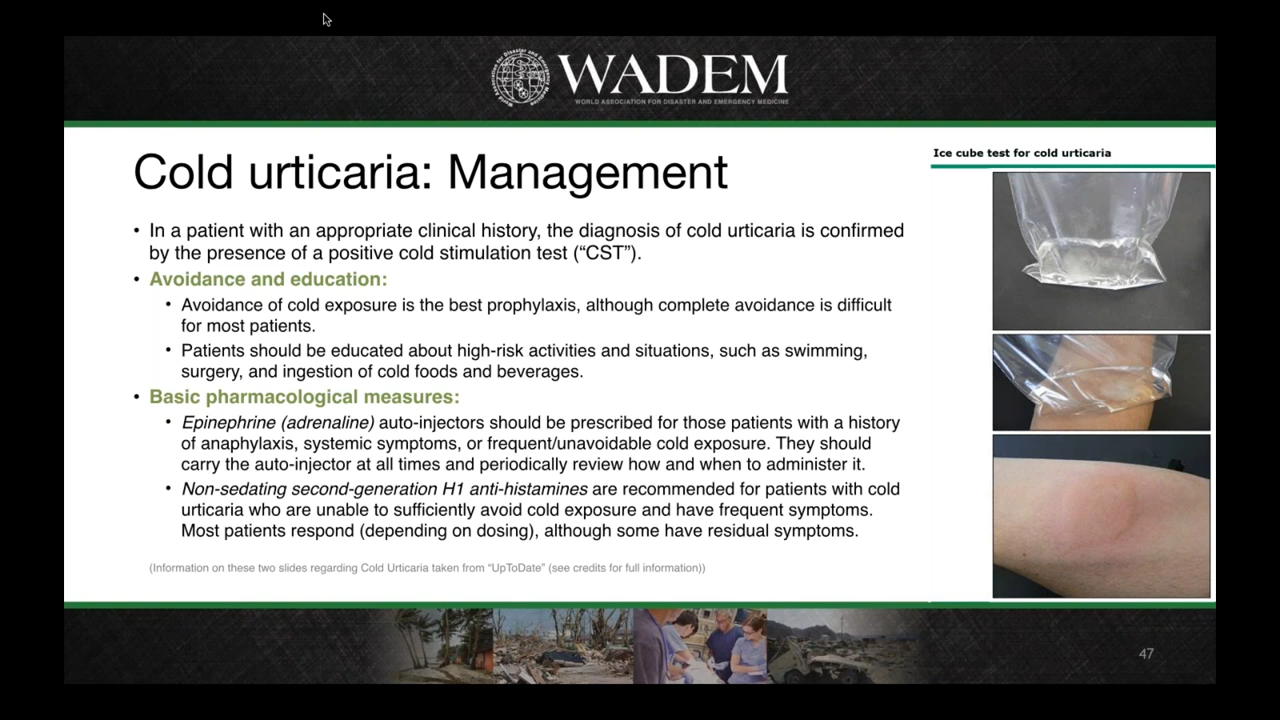 WADEM
WORLD ASSOCIATION FOR DISASTER AND EMERGENCY MEDICINE
Cold urticaria: Management
• In a patient with an appropriate clinical history, the diagnosis of cold urticaria is confirmed
by the presence of a positive cold stimulation test (“CST”).
• Avoidance and education:
• Avoidance of cold exposure is the best prophylaxis, although complete avoidance is difficult
for most patients.
• Patients should be educated about high-risk activities and situations, such as swimming,
surgery, and ingestion of cold foods and beverages.
• Basic pharmacological measures:
• Epinephrine (adrenaline) auto-injectors should be prescribed for those patients with a history
of anaphylaxis, systemic symptoms, or frequent/unavoidable cold exposure. They should
carry the auto-injector at all times and periodically review how and when to administer it.
• Non-sedating second-generation H1 anti-histamines are recommended for patients with cold
urticaria who are unable to sufficiently avoid cold exposure and have frequent symptoms.
Most patients respond (depending on dosing), although some have residual symptoms.
(Information on these two slides regarding Cold Urticaria taken from “UpToDate” (see credits for full information))
Ice cube test for cold urticaria
47